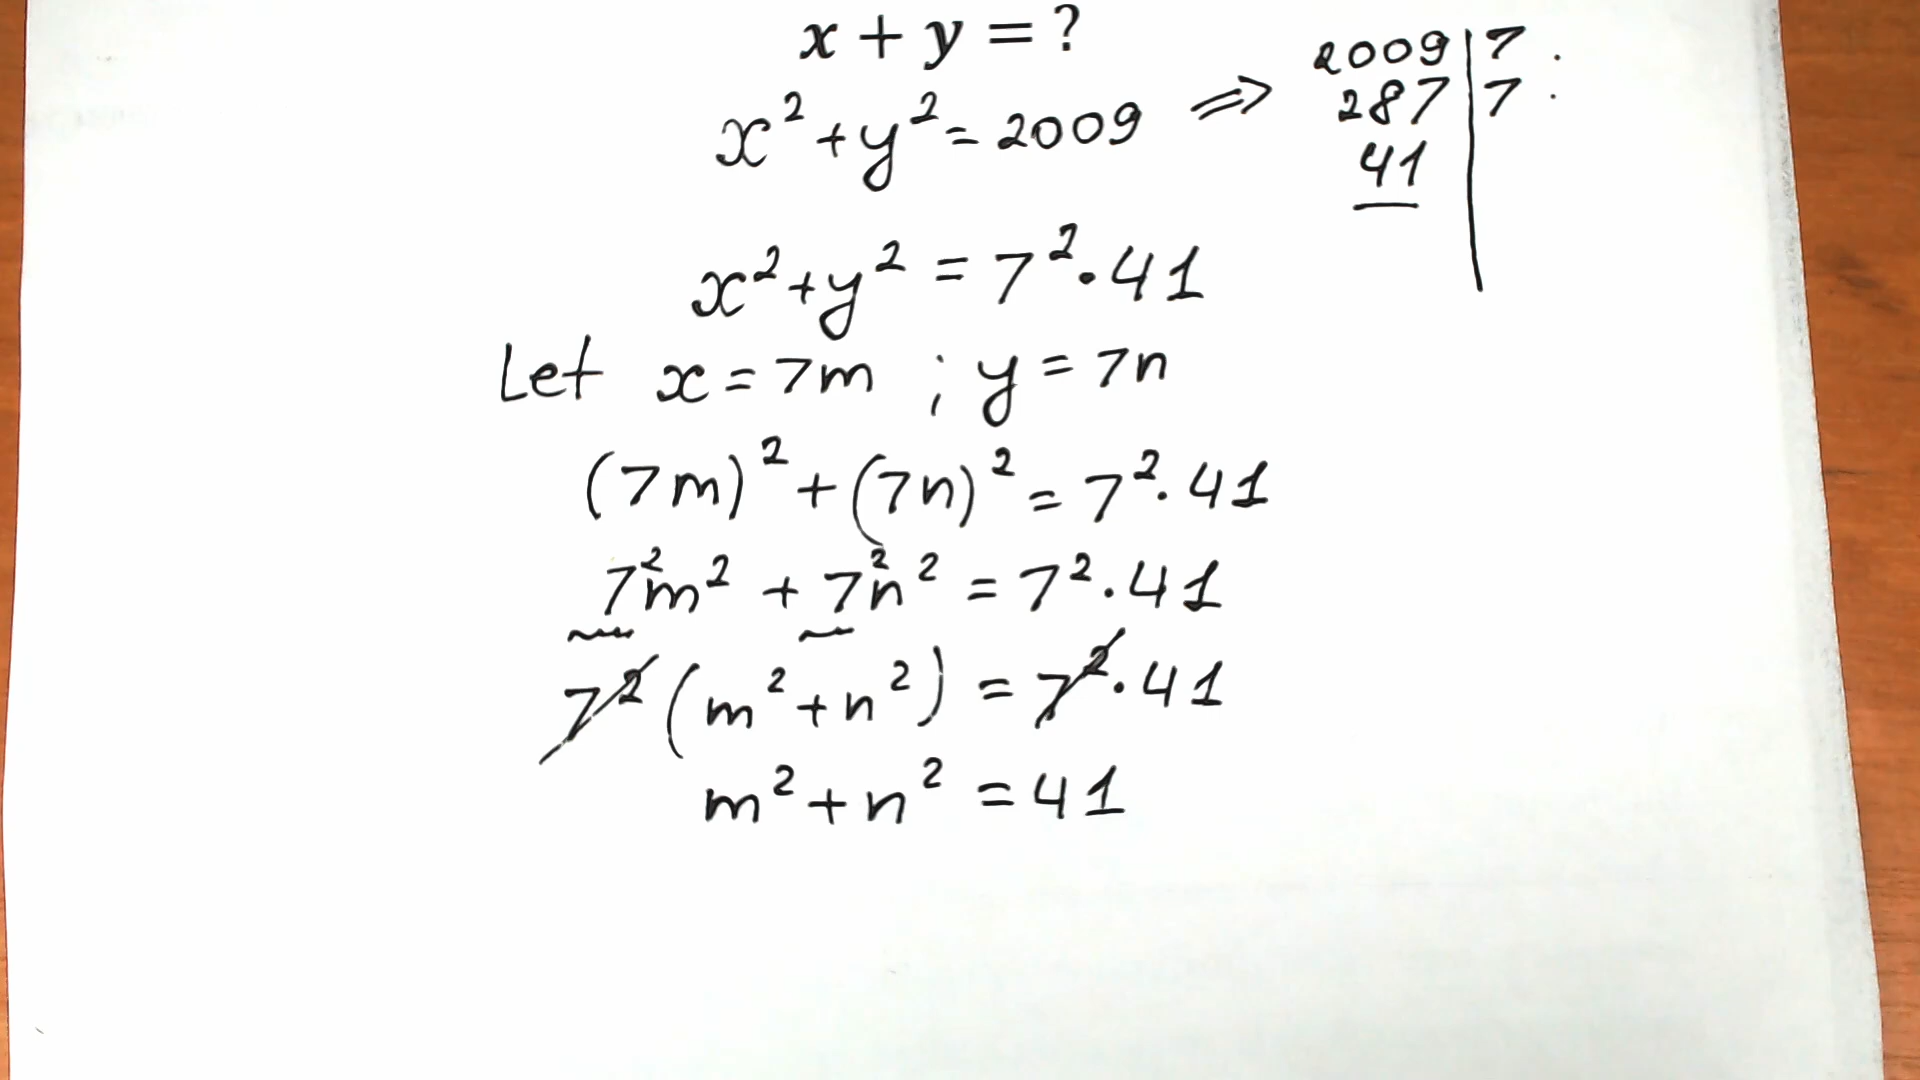 x + y = ?
x² + y² = 2009 ⇒
2009 | 7 :
287 | 7 :
41
x² + y² = 7² · 41
Let x = 7m ; y = 7n
(7m)² + (7n)² = 7² · 41
7²m² + 7²n² = 7² · 41
7² (m² + n²) = 7² · 41
m² + n² = 41